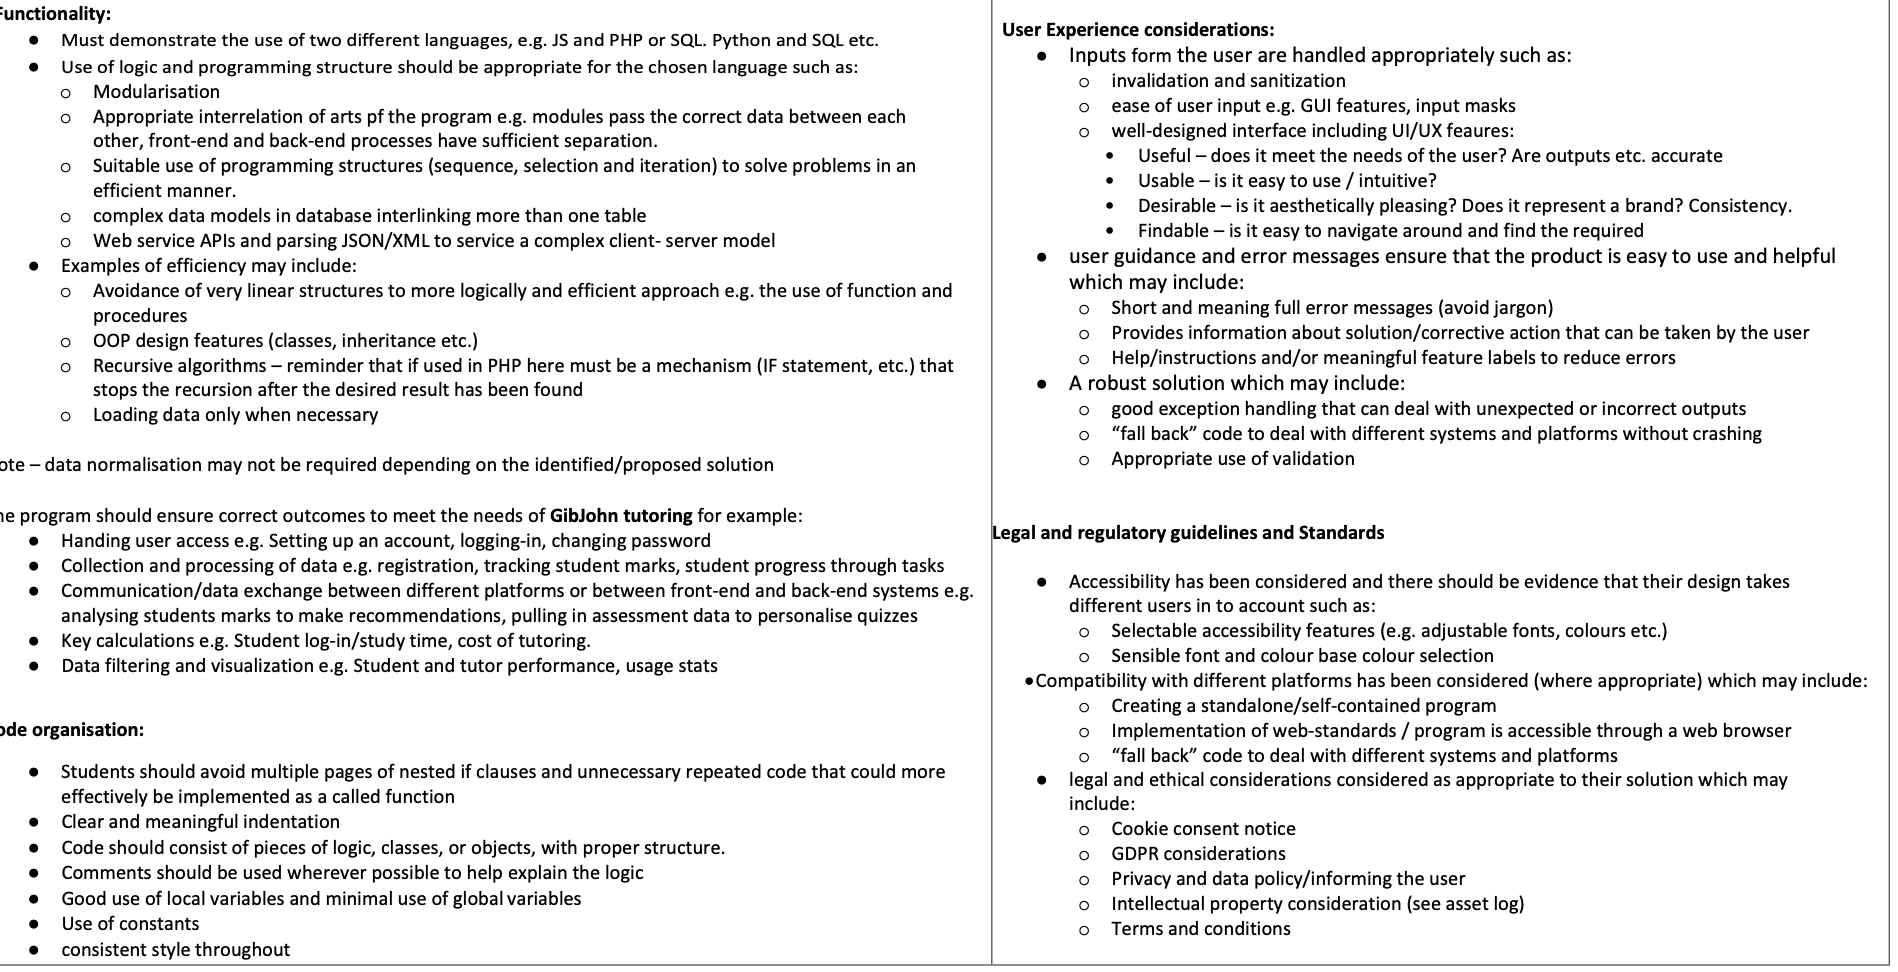 Functionality:
● Must demonstrate the use of two different languages, e.g. JS and PHP or SQL. Python and SQL etc.
● Use of logic and programming structure should be appropriate for the chosen language such as:
o Modularisation
o Appropriate interrelation of arts pf the program e.g. modules pass the correct data between each
other, front-end and back-end processes have sufficient separation.
o Suitable use of programming structures (sequence, selection and iteration) to solve problems in an
efficient manner.
o complex data models in database interlinking more than one table
o Web service APIs and parsing JSON/XML to service a complex client- server model
● Examples of efficiency may include:
o Avoidance of very linear structures to more logically and efficient approach e.g. the use of function and
procedures
o OOP design features (classes, inheritance etc.)
o Recursive algorithms – reminder that if used in PHP here must be a mechanism (IF statement, etc.) that
stops the recursion after the desired result has been found
o Loading data only when necessary
ote – data normalisation may not be required depending on the identified/proposed solution
he program should ensure correct outcomes to meet the needs of GibJohn tutoring for example:
● Handing user access e.g. Setting up an account, logging-in, changing password
● Collection and processing of data e.g. registration, tracking student marks, student progress through tasks
● Communication/data exchange between different platforms or between front-end and back-end systems e.g.
analysing students marks to make recommendations, pulling in assessment data to personalise quizzes
● Key calculations e.g. Student log-in/study time, cost of tutoring.
● Data filtering and visualization e.g. Student and tutor performance, usage stats
ode organisation:
● Students should avoid multiple pages of nested if clauses and unnecessary repeated code that could more
effectively be implemented as a called function
● Clear and meaningful indentation
● Code should consist of pieces of logic, classes, or objects, with proper structure.
● Comments should be used wherever possible to help explain the logic
● Good use of local variables and minimal use of global variables
● Use of constants
● consistent style throughout
User Experience considerations:
● Inputs form the user are handled appropriately such as:
o invalidation and sanitization
o ease of user input e.g. GUI features, input masks
o well-designed interface including UI/UX feaures:
• Useful – does it meet the needs of the user? Are outputs etc. accurate
• Usable – is it easy to use / intuitive?
• Desirable – is it aesthetically pleasing? Does it represent a brand? Consistency.
• Findable – is it easy to navigate around and find the required
● user guidance and error messages ensure that the product is easy to use and helpful
which may include:
o Short and meaning full error messages (avoid jargon)
o Provides information about solution/corrective action that can be taken by the user
o Help/instructions and/or meaningful feature labels to reduce errors
● A robust solution which may include:
o good exception handling that can deal with unexpected or incorrect outputs
o “fall back” code to deal with different systems and platforms without crashing
o Appropriate use of validation
Legal and regulatory guidelines and Standards
● Accessibility has been considered and there should be evidence that their design takes
different users in to account such as:
o Selectable accessibility features (e.g. adjustable fonts, colours etc.)
o Sensible font and colour base colour selection
●Compatibility with different platforms has been considered (where appropriate) which may include:
o Creating a standalone/self-contained program
o Implementation of web-standards / program is accessible through a web browser
o “fall back” code to deal with different systems and platforms
● legal and ethical considerations considered as appropriate to their solution which may
include:
o Cookie consent notice
o GDPR considerations
o Privacy and data policy/informing the user
o Intellectual property consideration (see asset log)
o Terms and conditions